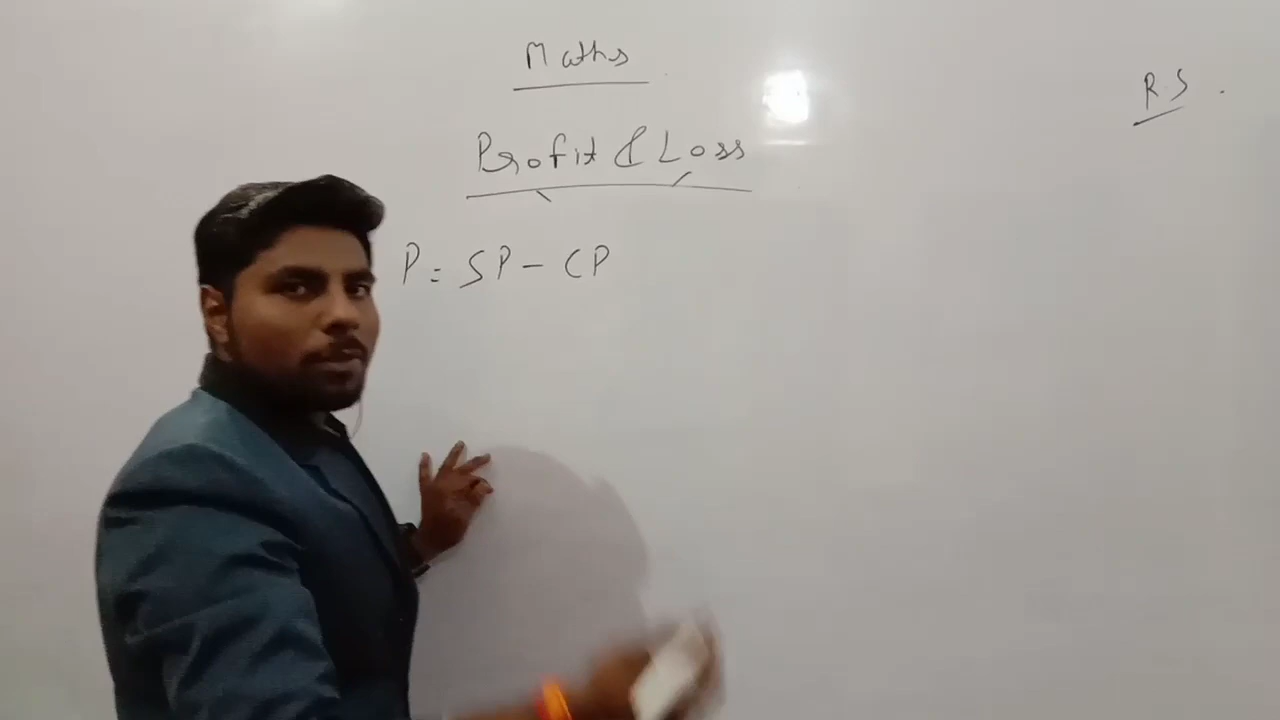 Maths
R.S.
Profit & Loss
P = SP - CP